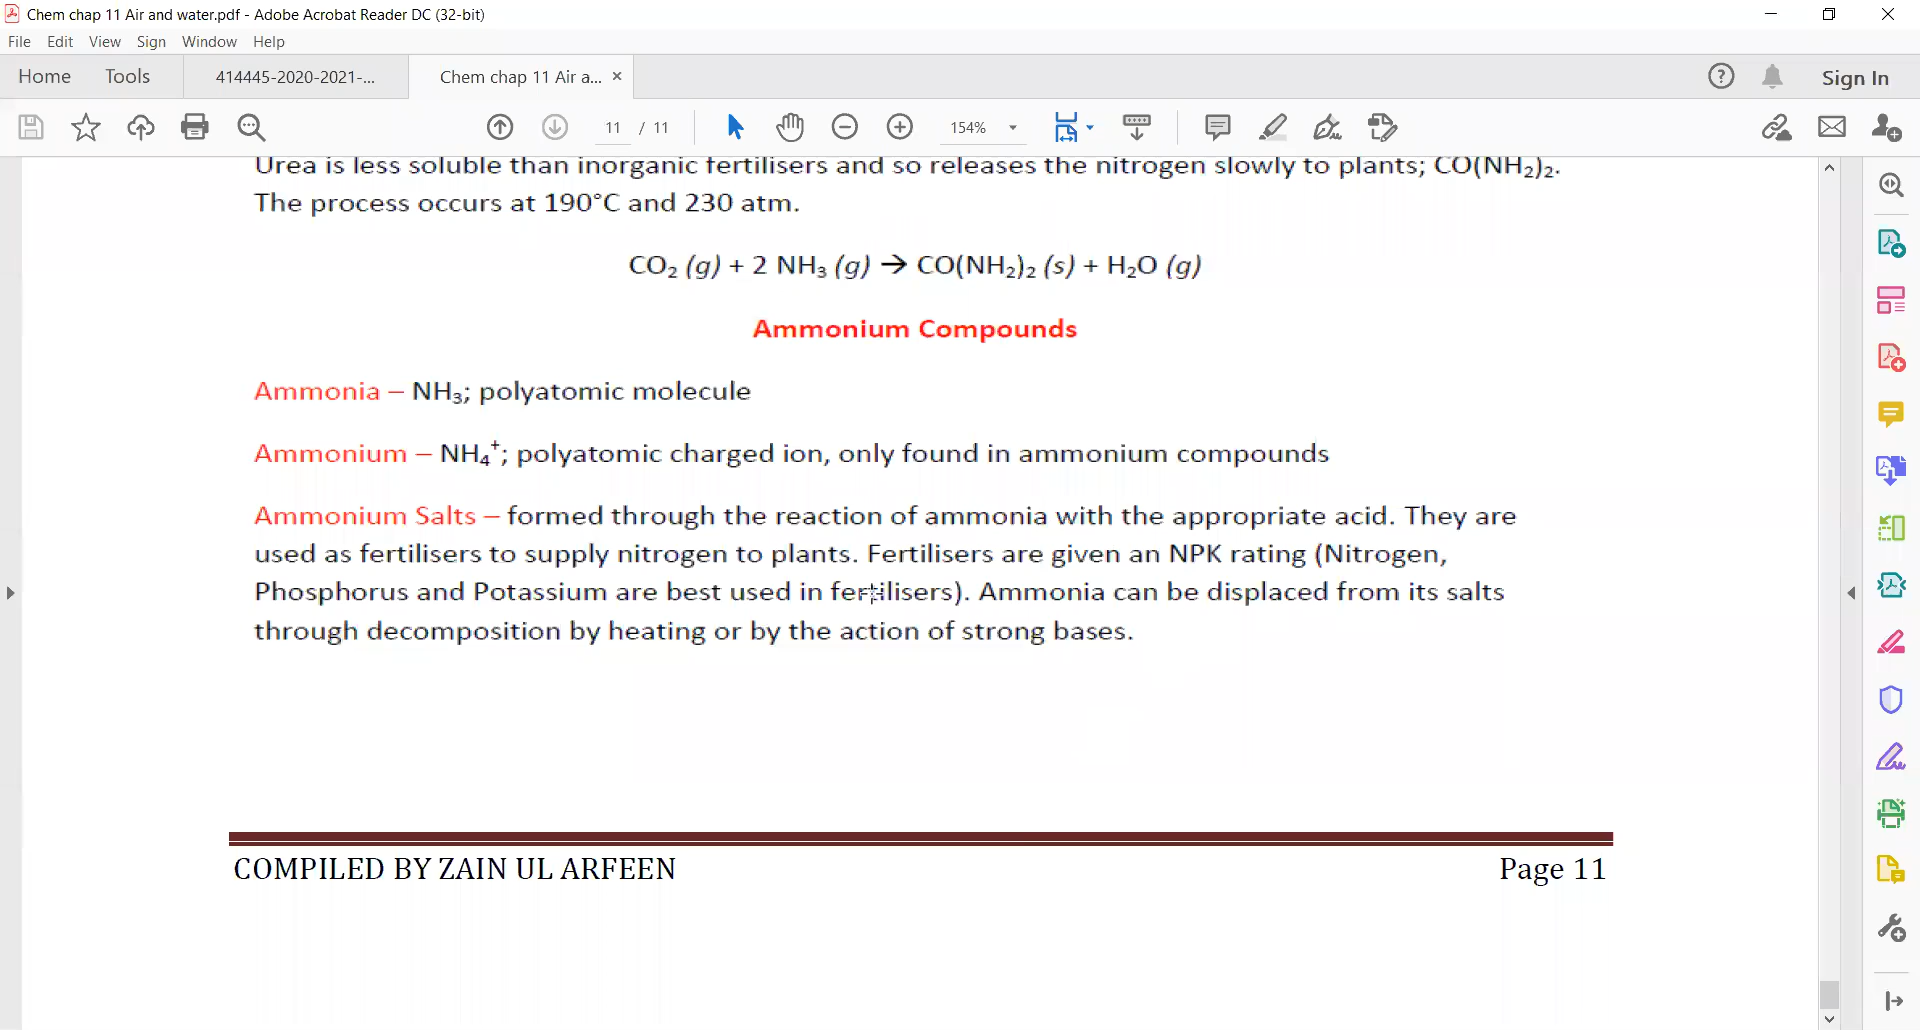 Chem chap 11 Air and water.pdf - Adobe Acrobat Reader DC (32-bit)
File Edit View Sign Window Help
Home Tools 414445-2020-2021-... Chem chap 11 Air a... × Sign In
11 / 11 154%
Urea is less soluble than inorganic fertilisers and so releases the nitrogen slowly to plants; CO(NH₂)₂.
The process occurs at 190°C and 230 atm.
CO₂ (g) + 2 NH₃ (g) → CO(NH₂)₂ (s) + H₂O (g)
Ammonium Compounds
Ammonia – NH₃; polyatomic molecule
Ammonium – NH₄⁺; polyatomic charged ion, only found in ammonium compounds
Ammonium Salts – formed through the reaction of ammonia with the appropriate acid. They are
used as fertilisers to supply nitrogen to plants. Fertilisers are given an NPK rating (Nitrogen,
Phosphorus and Potassium are best used in fertilisers). Ammonia can be displaced from its salts
through decomposition by heating or by the action of strong bases.
COMPILED BY ZAIN UL ARFEEN Page 11